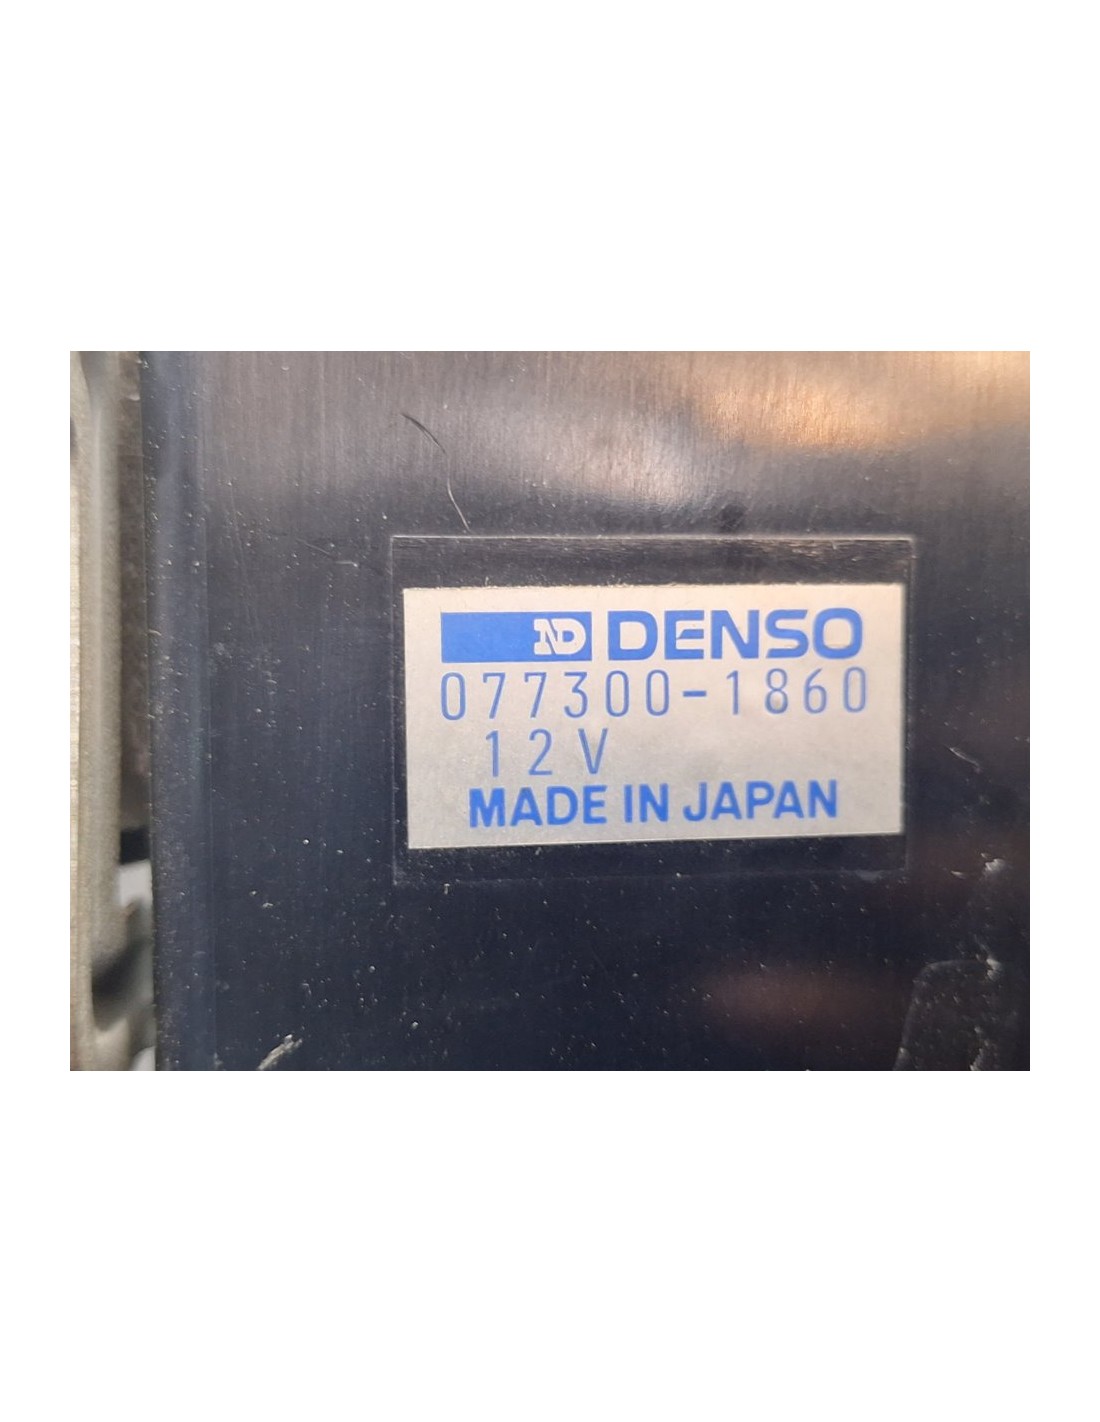 ND DENSO
077300-1860
12V
MADE IN JAPAN